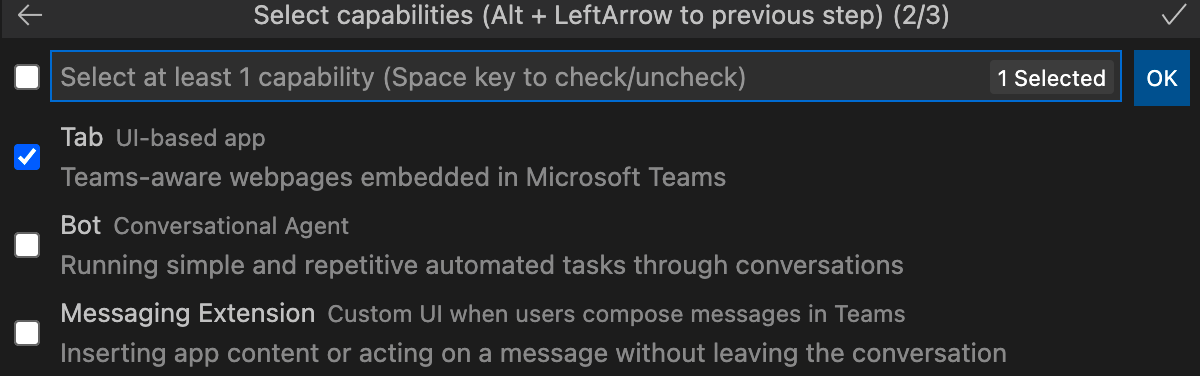 Select capabilities (Alt + LeftArrow to previous step) (2/3)
Select at least 1 capability (Space key to check/uncheck) 1 Selected OK
Tab UI-based app
Teams-aware webpages embedded in Microsoft Teams
Bot Conversational Agent
Running simple and repetitive automated tasks through conversations
Messaging Extension Custom UI when users compose messages in Teams
Inserting app content or acting on a message without leaving the conversation